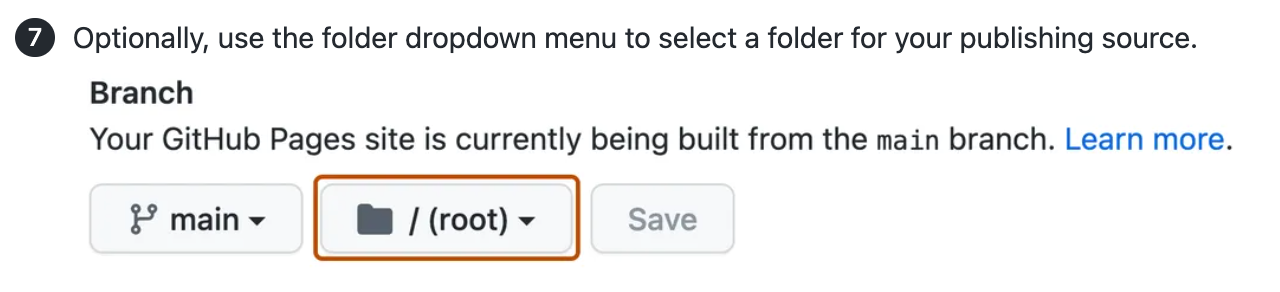 7 Optionally, use the folder dropdown menu to select a folder for your publishing source.
Branch
Your GitHub Pages site is currently being built from the main branch. Learn more.
main / (root) Save